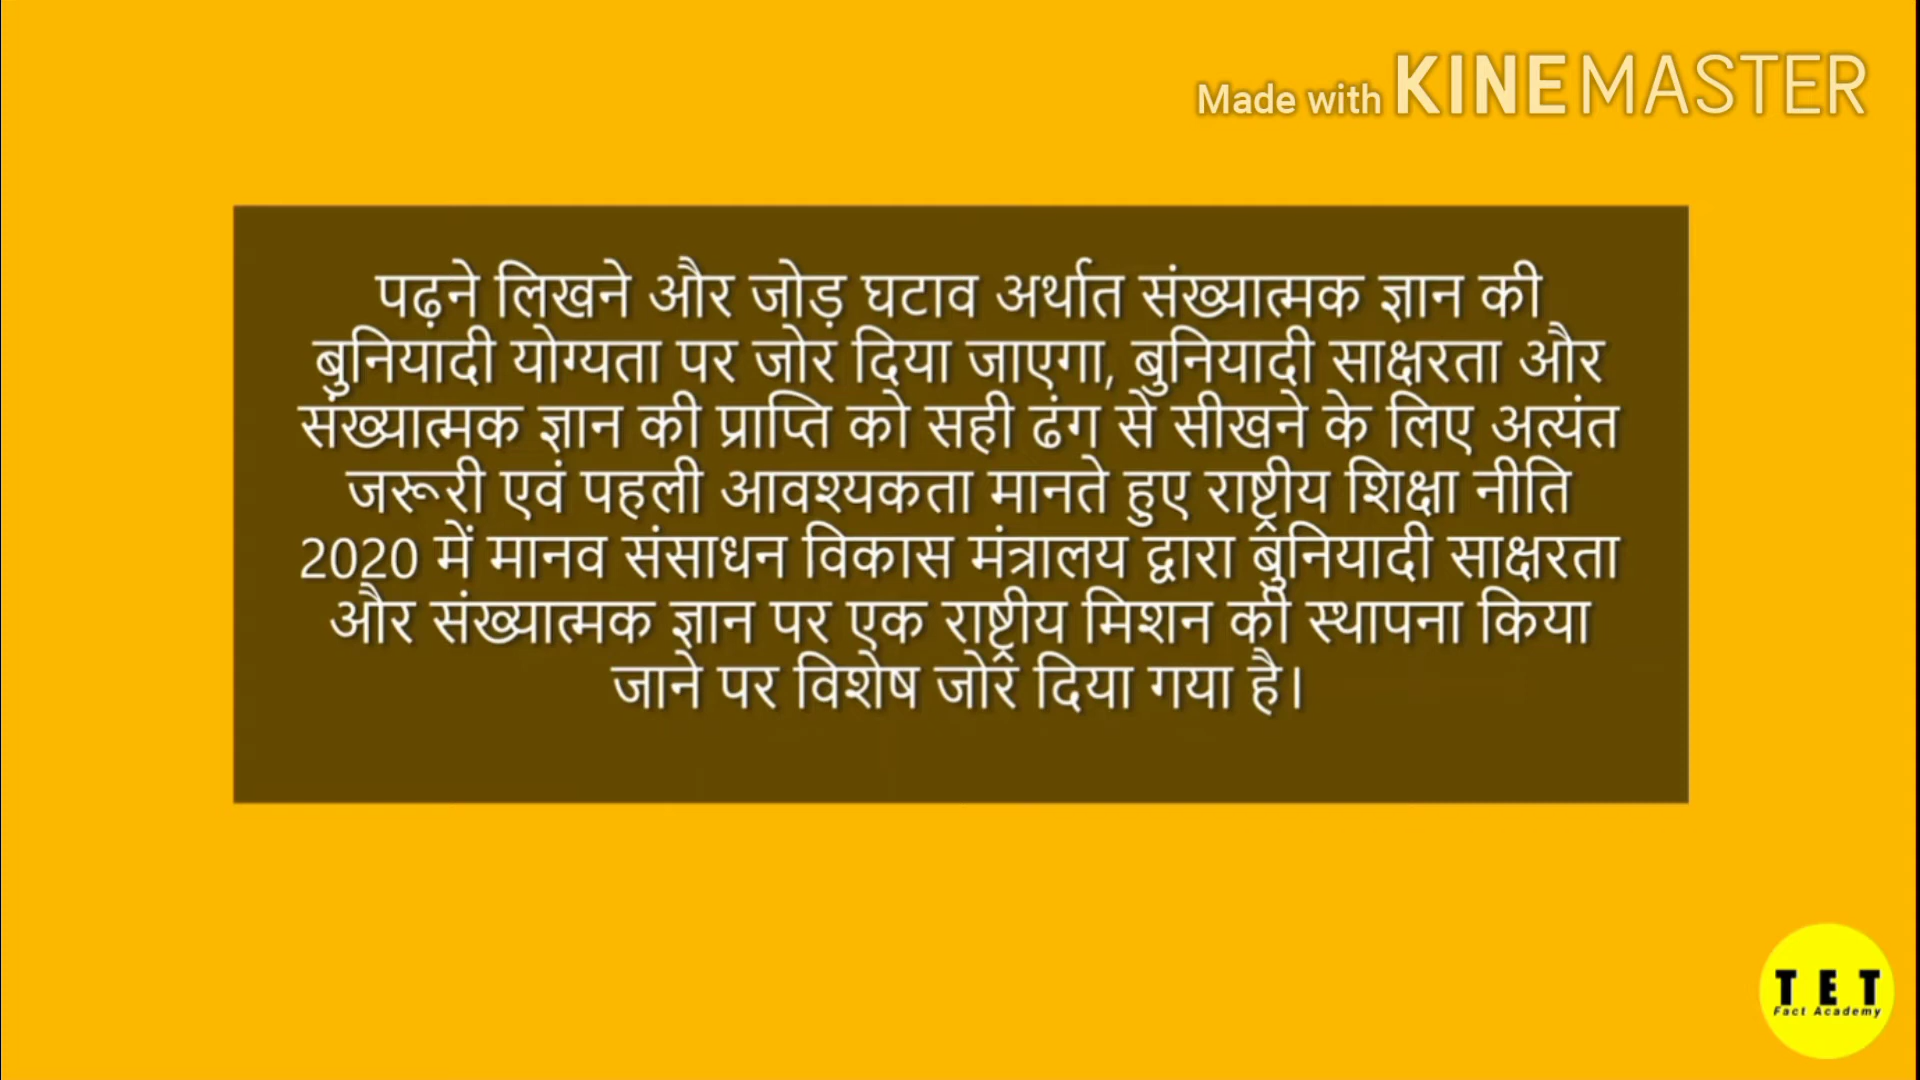 Made with KINEMASTER
पढ़ने लिखने और जोड़ घटाव अर्थात संख्यात्मक ज्ञान की
बुनियादी योग्यता पर जोर दिया जाएगा, बुनियादी साक्षरता और
संख्यात्मक ज्ञान की प्राप्ति को सही ढंग से सीखने के लिए अत्यंत
जरूरी एवं पहली आवश्यकता मानते हुए राष्ट्रीय शिक्षा नीति
2020 में मानव संसाधन विकास मंत्रालय द्वारा बुनियादी साक्षरता
और संख्यात्मक ज्ञान पर एक राष्ट्रीय मिशन की स्थापना किया
जाने पर विशेष जोर दिया गया है।
T E T
Fact Academy